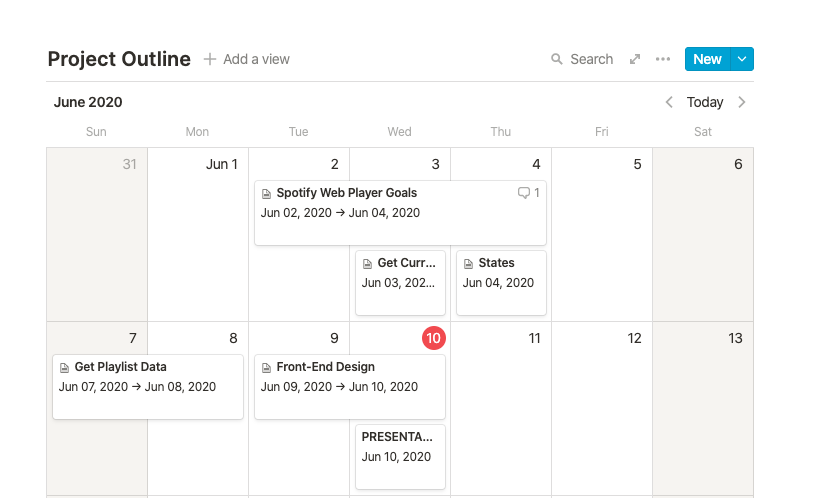 Project Outline + Add a view Search New
June 2020 Today
Sun Mon Tue Wed Thu Fri Sat
31 Jun 1 2 3 4 5 6
Spotify Web Player Goals 1
Jun 02, 2020 → Jun 04, 2020
Get Curr... States
Jun 03, 202... Jun 04, 2020
7 8 9 10 11 12 13
Get Playlist Data Front-End Design
Jun 07, 2020 → Jun 08, 2020 Jun 09, 2020 → Jun 10, 2020
PRESENTA...
Jun 10, 2020